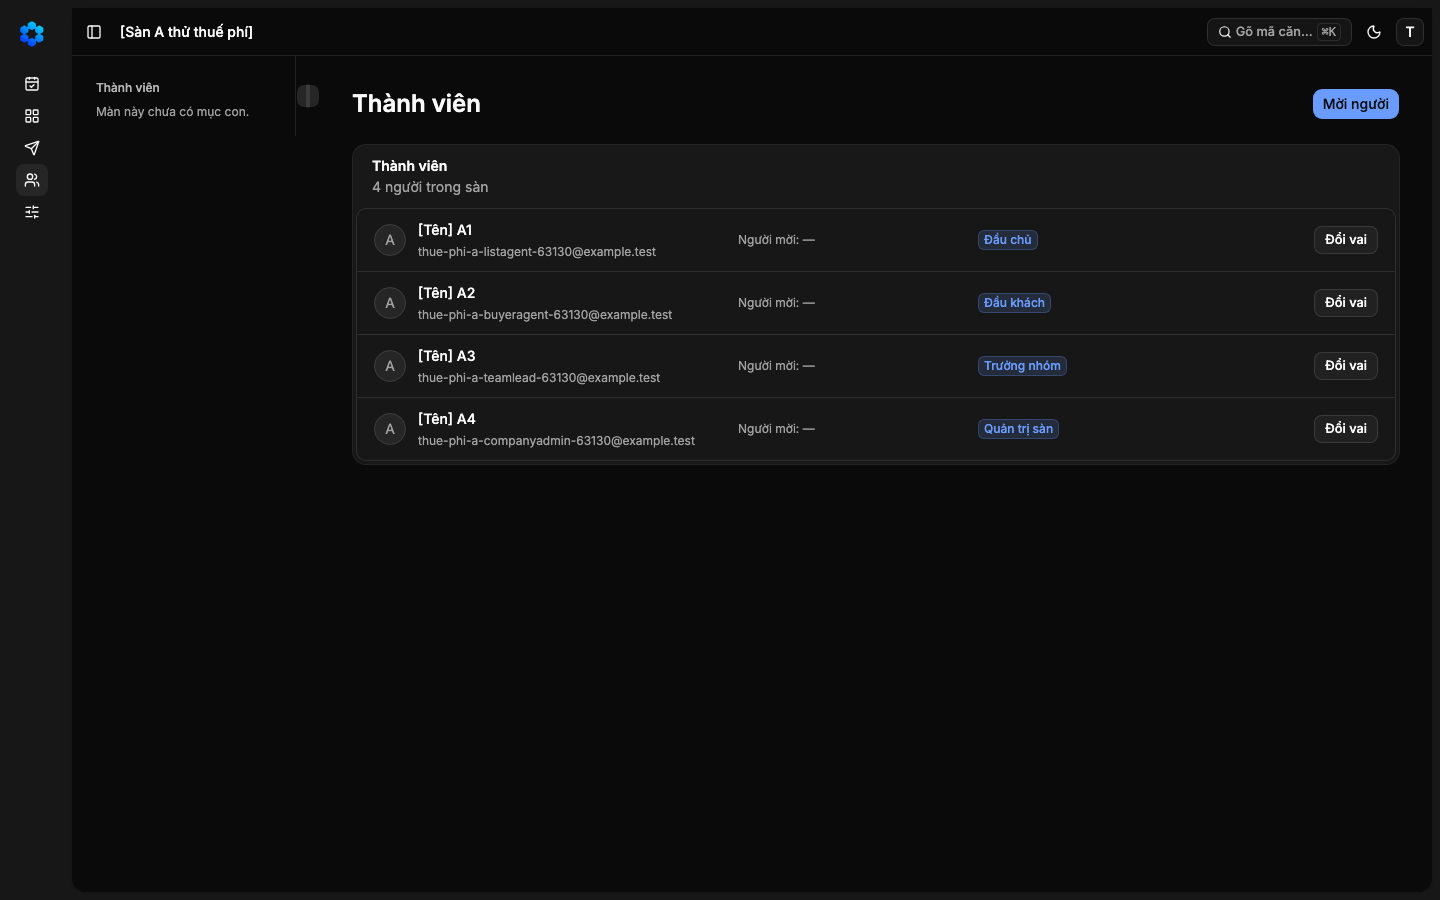 [Sàn A thử thuế phí]
Gõ mã căn... ⌘K
T
Thành viên
Màn này chưa có mục con.
Thành viên
Mời người
Thành viên
4 người trong sàn
A
[Tên] A1
thue-phi-a-listagent-63130@example.test
Người mời: —
Đầu chủ
Đổi vai
A
[Tên] A2
thue-phi-a-buyeragent-63130@example.test
Người mời: —
Đầu khách
Đổi vai
A
[Tên] A3
thue-phi-a-teamlead-63130@example.test
Người mời: —
Trưởng nhóm
Đổi vai
A
[Tên] A4
thue-phi-a-companyadmin-63130@example.test
Người mời: —
Quản trị sàn
Đổi vai